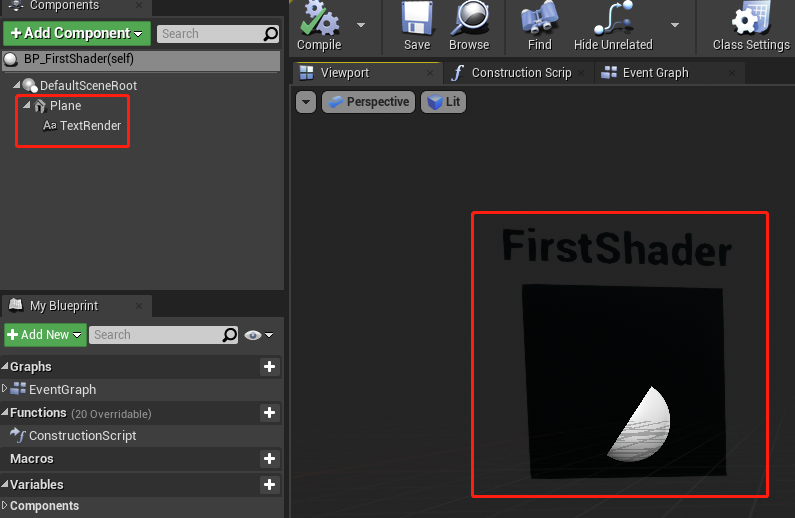 Components
Add Component
Search
BP_FirstShader(self)
DefaultSceneRoot
Plane
Aa TextRender
My Blueprint
Add New
Search
Graphs
EventGraph
Functions (20 Overridable)
ConstructionScript
Macros
Variables
Components
Compile
Save
Browse
Find
Hide Unrelated
Class Settings
Viewport
Construction Scrip
Event Graph
Perspective
Lit
FirstShader